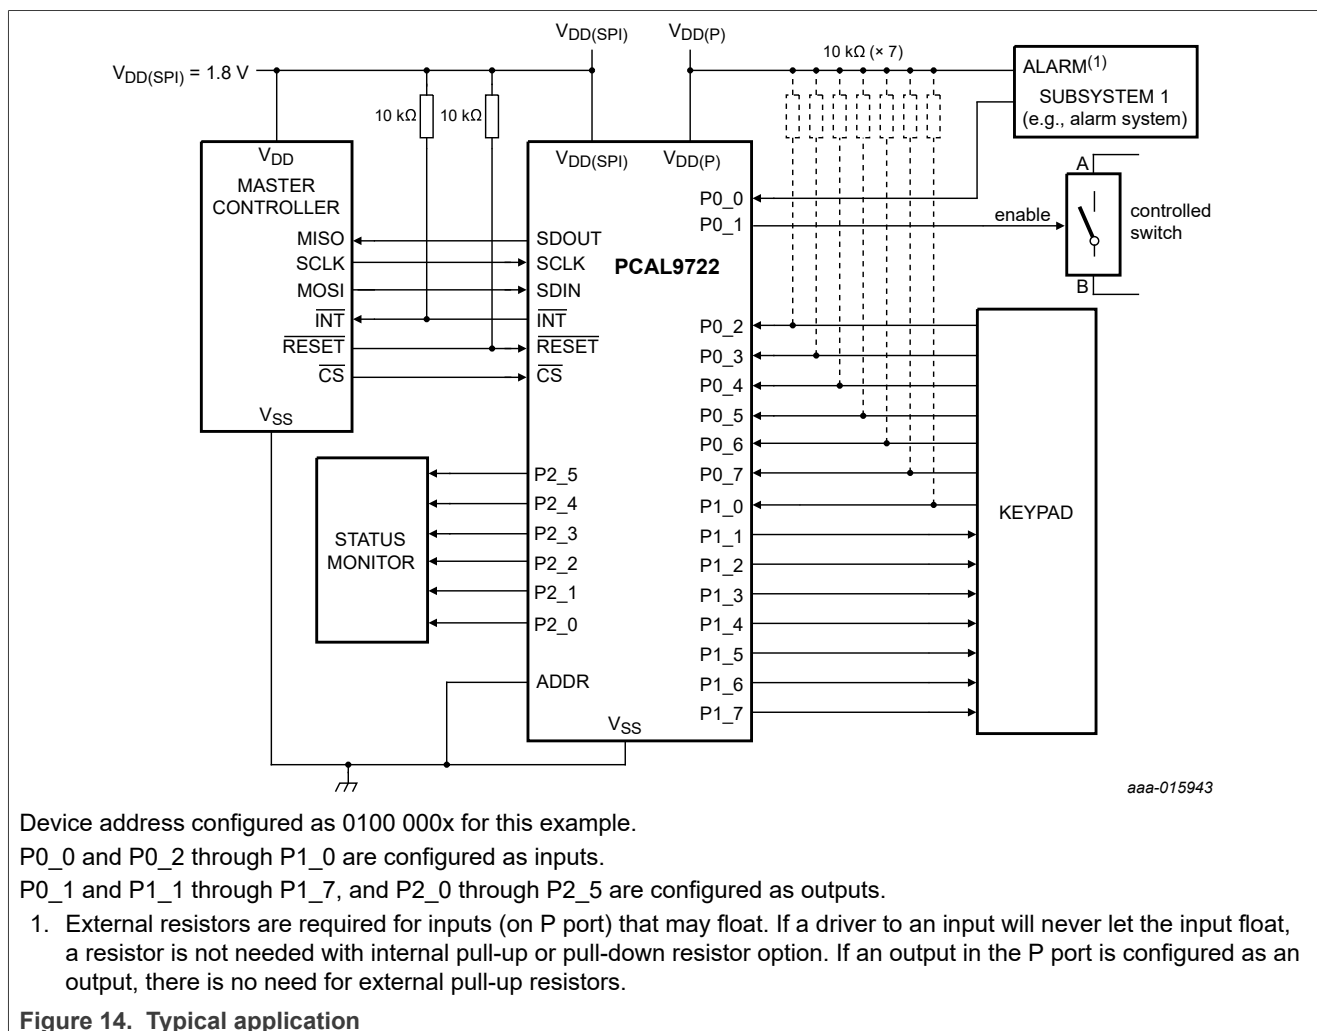 VDD(SPI)
VDD(P)
VDD(SPI) = 1.8 V
10 kΩ (× 7)
10 kΩ
10 kΩ
ALARM(1)
SUBSYSTEM 1
(e.g., alarm system)
VDD
MASTER
CONTROLLER
MISO
SCLK
MOSI
INT
RESET
CS
VSS
VDD(SPI)
VDD(P)
SDOUT
SCLK
SDIN
INT
RESET
CS
PCAL9722
P0_0
P0_1
enable
A
B
controlled
switch
P0_2
P0_3
P0_4
P0_5
P0_6
P0_7
P1_0
P1_1
P1_2
P1_3
P1_4
P1_5
P1_6
P1_7
KEYPAD
STATUS
MONITOR
P2_5
P2_4
P2_3
P2_2
P2_1
P2_0
ADDR
VSS
aaa-015943
Device address configured as 0100 000x for this example.
P0_0 and P0_2 through P1_0 are configured as inputs.
P0_1 and P1_1 through P1_7, and P2_0 through P2_5 are configured as outputs.
1. External resistors are required for inputs (on P port) that may float. If a driver to an input will never let the input float,
a resistor is not needed with internal pull-up or pull-down resistor option. If an output in the P port is configured as an
output, there is no need for external pull-up resistors.
Figure 14. Typical application